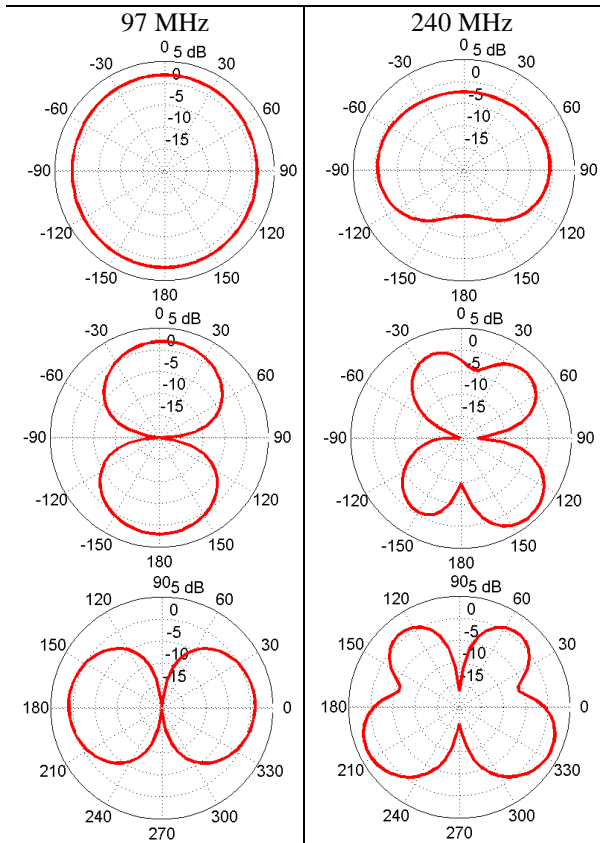 97 MHz 240 MHz
0 5 dB 0 5 dB
-30 0 30 -30 0 30
-5 -5
-60 -10 60 -60 -10 60
-15 -15
-90 90 -90 90
-120 120 -120 120
-150 150 -150 150
180 180
0 5 dB 0 5 dB
-30 0 30 -30 0 30
-5 -5
-60 -10 60 -60 -10 60
-15 -15
-90 90 -90 90
-120 120 -120 120
-150 150 -150 150
180 180
90 5 dB 90 5 dB
120 0 60 120 0 60
-5 -5
150 -10 30 150 -10 30
-15 -15
180 0 180 0
210 330 210 330
240 300 240 300
270 270